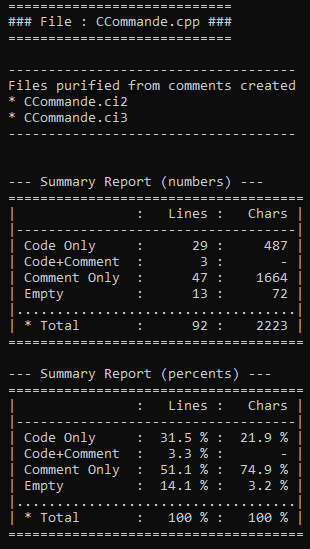 ============================
### File : CCommande.cpp ###
============================

------------------------------------
Files purified from comments created
* CCommande.ci2
* CCommande.ci3
------------------------------------


--- Summary Report (numbers) ---
=====================================
|               :   Lines :   Chars |
|-----------------------------------|
| Code Only     :      29 :     487 |
| Code+Comment  :       3 :       - |
| Comment Only  :      47 :    1664 |
| Empty         :      13 :      72 |
|...................................|
| * Total       :      92 :    2223 |
=====================================

--- Summary Report (percents) ---
=====================================
|               :   Lines :   Chars |
|-----------------------------------|
| Code Only     :  31.5 % :  21.9 % |
| Code+Comment  :   3.3 % :       - |
| Comment Only  :  51.1 % :  74.9 % |
| Empty         :  14.1 % :   3.2 % |
|...................................|
| * Total       :   100 % :   100 % |
=====================================